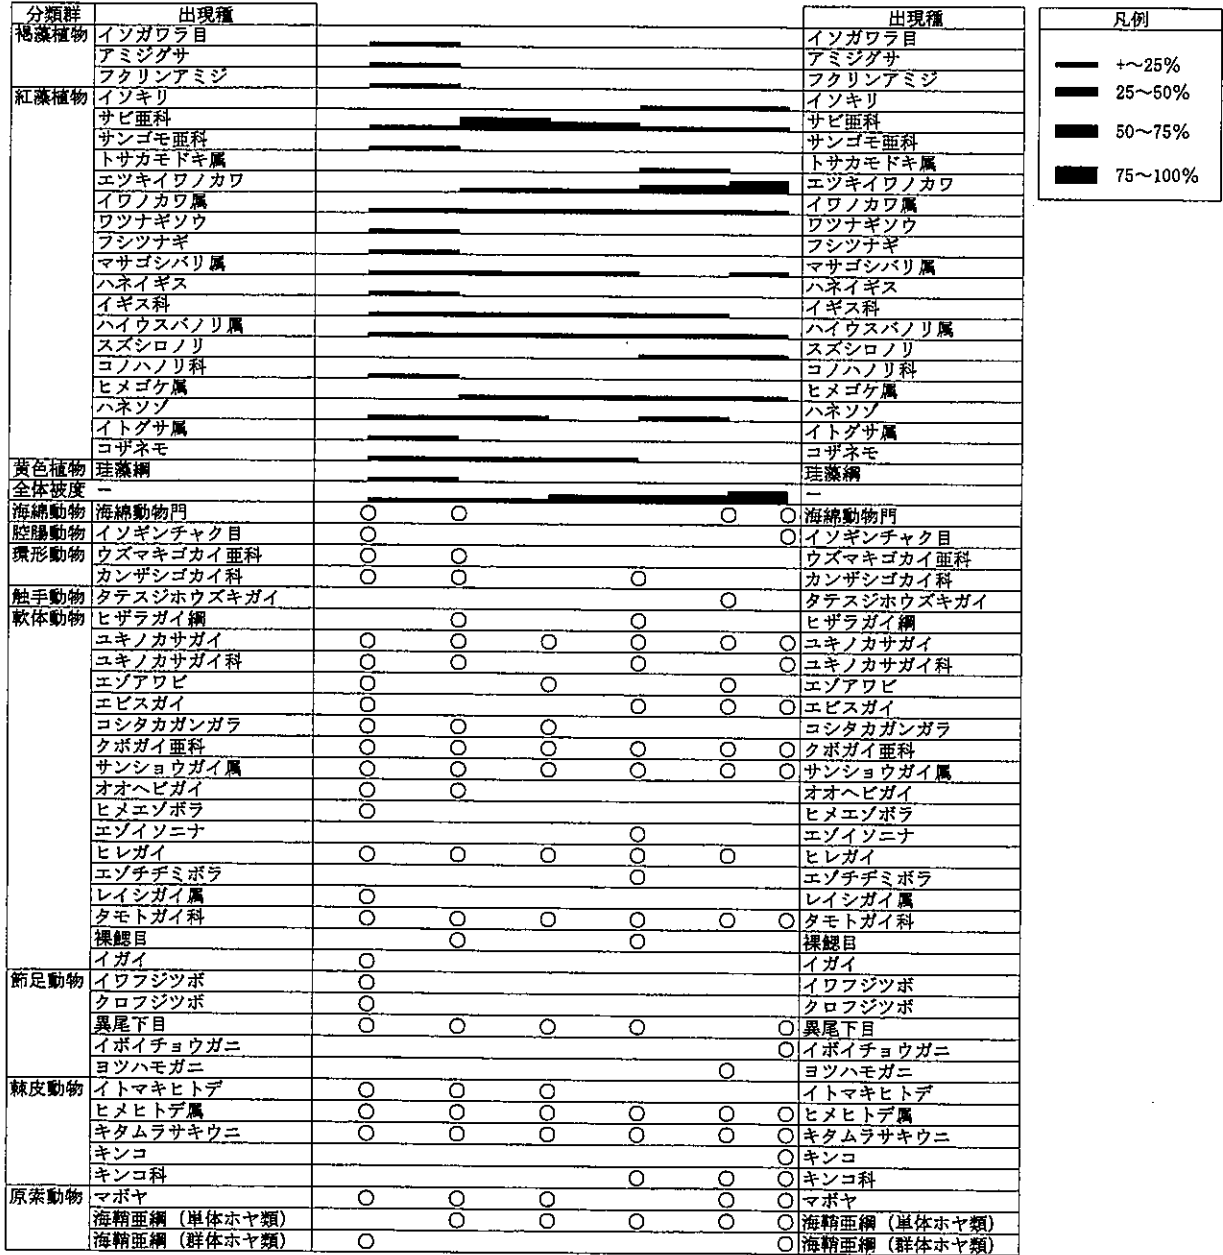 分類群 出現種 出現種 凡例
褐藻植物 イソガワラ目 イソガワラ目
アミジグサ アミジグサ +～25%
フクリンアミジ フクリンアミジ 25～50%
紅藻植物 イソキリ イソキリ
サビ亜科 サビ亜科 50～75%
サンゴモ亜科 サンゴモ亜科
トサカモドキ属 トサカモドキ属
エツキイワノカワ エツキイワノカワ 75～100%
イワノカワ属 イワノカワ属
ワツナギソウ ワツナギソウ
フシツナギ フシツナギ
マサゴシバリ属 マサゴシバリ属
ハネイギス ハネイギス
イギス科 イギス科
ハイウスバノリ属 ハイウスバノリ属
スズシロノリ スズシロノリ
コノハノリ科 コノハノリ科
ヒメゴケ属 ヒメゴケ属
ハネソゾ ハネソゾ
イトグサ属 イトグサ属
コザネモ コザネモ
黄色植物 珪藻綱 珪藻綱
全体被度 － －
海綿動物 海綿動物門 ○ ○ ○ ○ 海綿動物門
腔腸動物 イソギンチャク目 ○ ○ イソギンチャク目
環形動物 ウズマキゴカイ亜科 ○ ○ ウズマキゴカイ亜科
カンザシゴカイ科 ○ ○ ○ カンザシゴカイ科
触手動物 タテスジホウズキガイ ○ タテスジホウズキガイ
軟体動物 ヒザラガイ綱 ○ ○ ヒザラガイ綱
ユキノカサガイ ○ ○ ○ ○ ○ ○ ユキノカサガイ
ユキノカサガイ科 ○ ○ ○ ○ ユキノカサガイ科
エゾアワビ ○ ○ ○ エゾアワビ
エビスガイ ○ ○ ○ ○ エビスガイ
コシタカガンガラ ○ ○ ○ コシタカガンガラ
クボガイ亜科 ○ ○ ○ ○ ○ ○ クボガイ亜科
サンショウガイ属 ○ ○ ○ ○ ○ ○ サンショウガイ属
オオヘビガイ ○ ○ オオヘビガイ
ヒメエゾボラ ○ ヒメエゾボラ
エゾイソニナ ○ エゾイソニナ
ヒレガイ ○ ○ ○ ○ ○ ヒレガイ
エゾチヂミボラ ○ エゾチヂミボラ
レイシガイ属 ○ レイシガイ属
タモトガイ科 ○ ○ ○ ○ ○ ○ タモトガイ科
裸鰓目 ○ ○ 裸鰓目
イガイ ○ イガイ
節足動物 イワフジツボ ○ イワフジツボ
クロフジツボ ○ クロフジツボ
異尾下目 ○ ○ ○ ○ ○ 異尾下目
イボイチョウガニ ○ イボイチョウガニ
ヨツハモガニ ○ ヨツハモガニ
棘皮動物 イトマキヒトデ ○ ○ ○ イトマキヒトデ
ヒメヒトデ属 ○ ○ ○ ○ ○ ○ ヒメヒトデ属
キタムラサキウニ ○ ○ ○ ○ ○ ○ キタムラサキウニ
キンコ ○ キンコ
キンコ科 ○ ○ ○ キンコ科
原索動物 マボヤ ○ ○ ○ ○ ○ マボヤ
海鞘亜綱（単体ホヤ類） ○ ○ ○ ○ ○ 海鞘亜綱（単体ホヤ類）
海鞘亜綱（群体ホヤ類） ○ ○ 海鞘亜綱（群体ホヤ類）